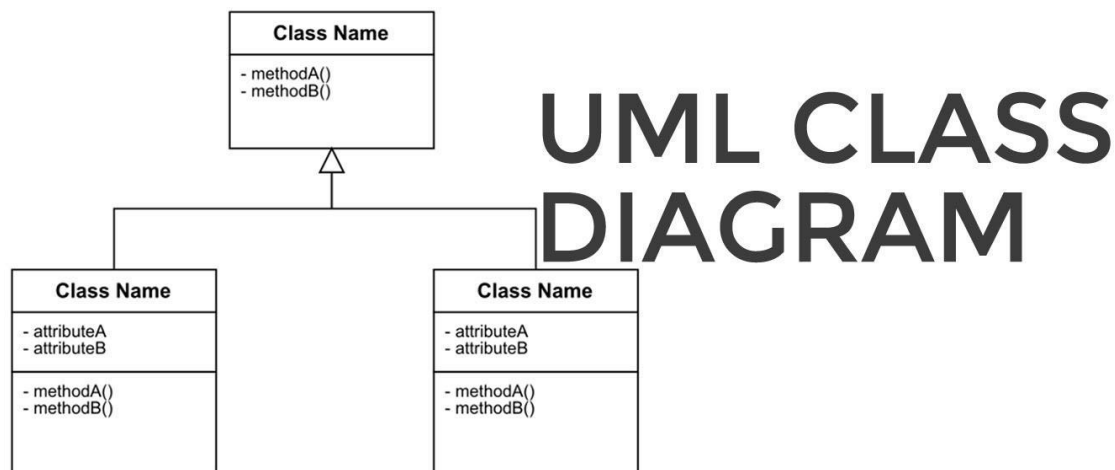 Class Name
- methodA()
- methodB()
UML CLASS
DIAGRAM
Class Name
- attributeA
- attributeB
- methodA()
- methodB()
Class Name
- attributeA
- attributeB
- methodA()
- methodB()